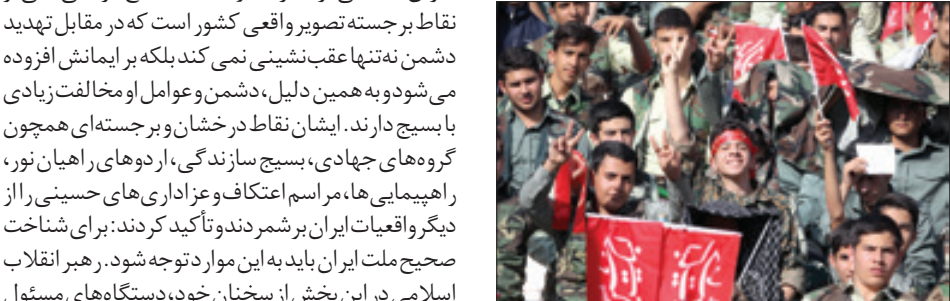 نقاط برجسته تصویر واقعی کشور است که در مقابل تهدید
دشمن نه‌تنها عقب‌نشینی نمی کند بلکه بر ایمانش افزوده
می‌شود و به همین دلیل، دشمن و عوامل او مخالفت زیادی
با بسیج دارند. ایشان نقاط درخشان و برجسته‌ای همچون
گروه‌های جهادی، بسیج سازندگی، اردوهای راهیان نور،
راهپیمایی‌ها، مراسم اعتکاف و عزاداری‌های حسینی را از
دیگر واقعیات ایران برشمردند و تأکید کردند: برای شناخت
صحیح ملت ایران باید به این موارد توجه شود. رهبر انقلاب
اسلامی در این بخش از سخنان خود، دستگاه‌های مسئول